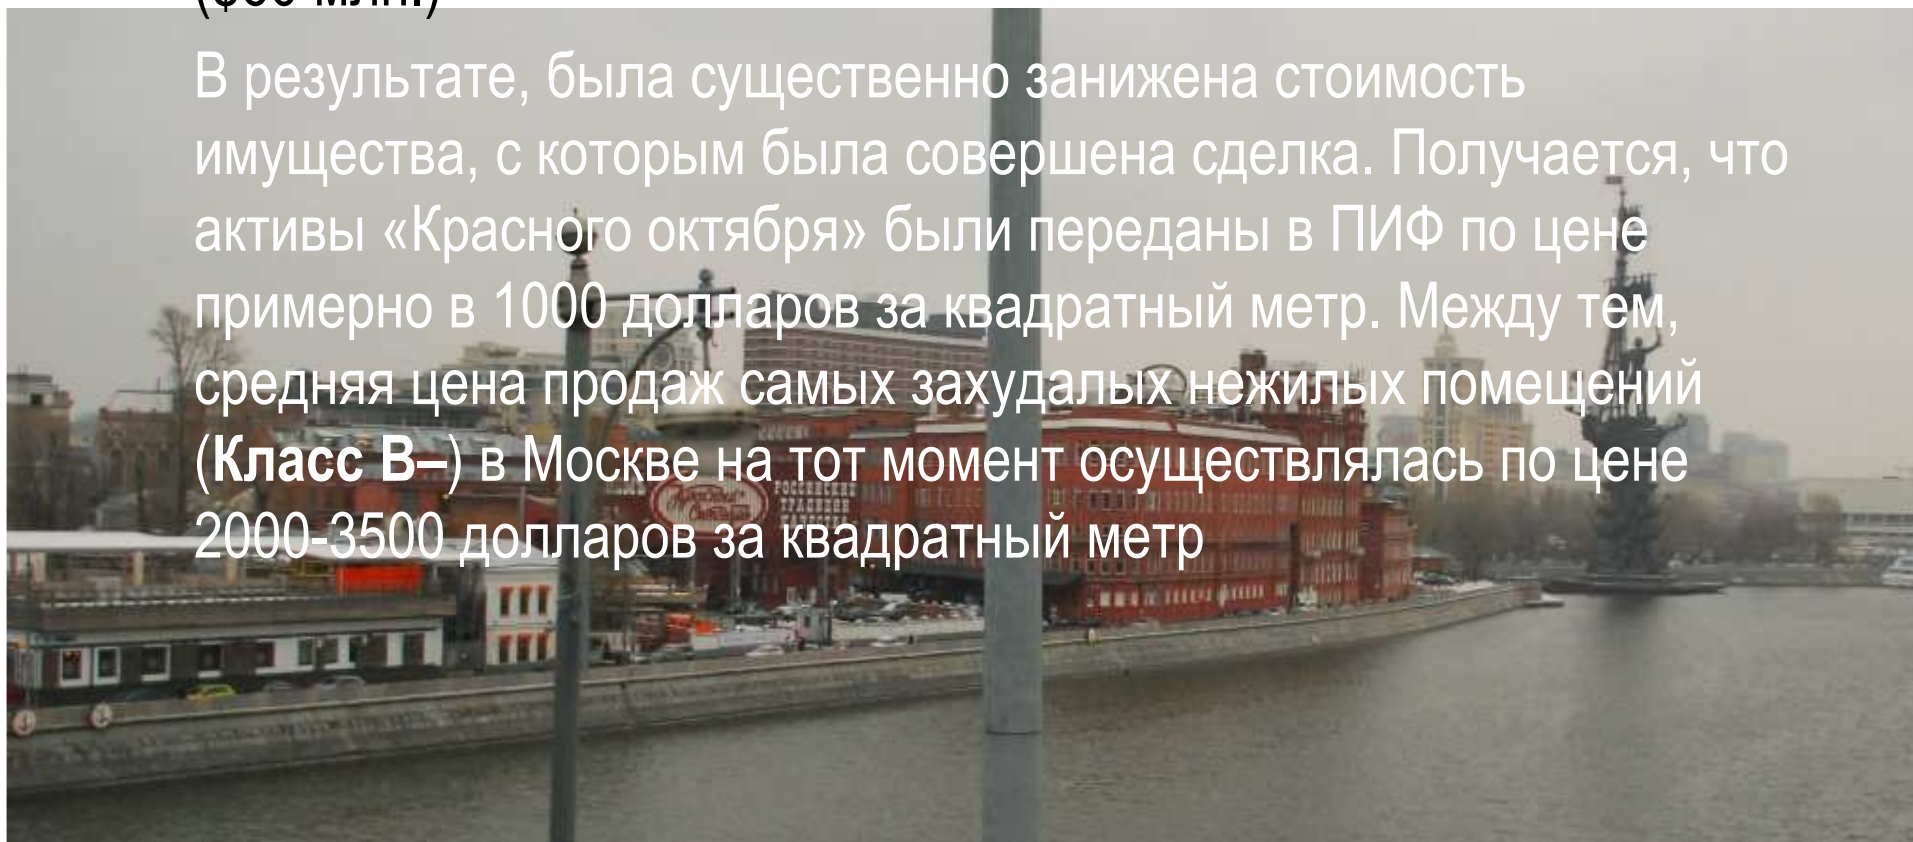 млн.)
В результате, была существенно занижена стоимость
имущества, с которым была совершена сделка. Получается, что
активы «Красного октября» были переданы в ПИФ по цене
примерно в 1000 долларов за квадратный метр. Между тем,
средняя цена продаж самых захудалых нежилых помещений
(Класс В–) в Москве на тот момент осуществлялась по цене
2000-3500 долларов за квадратный метр